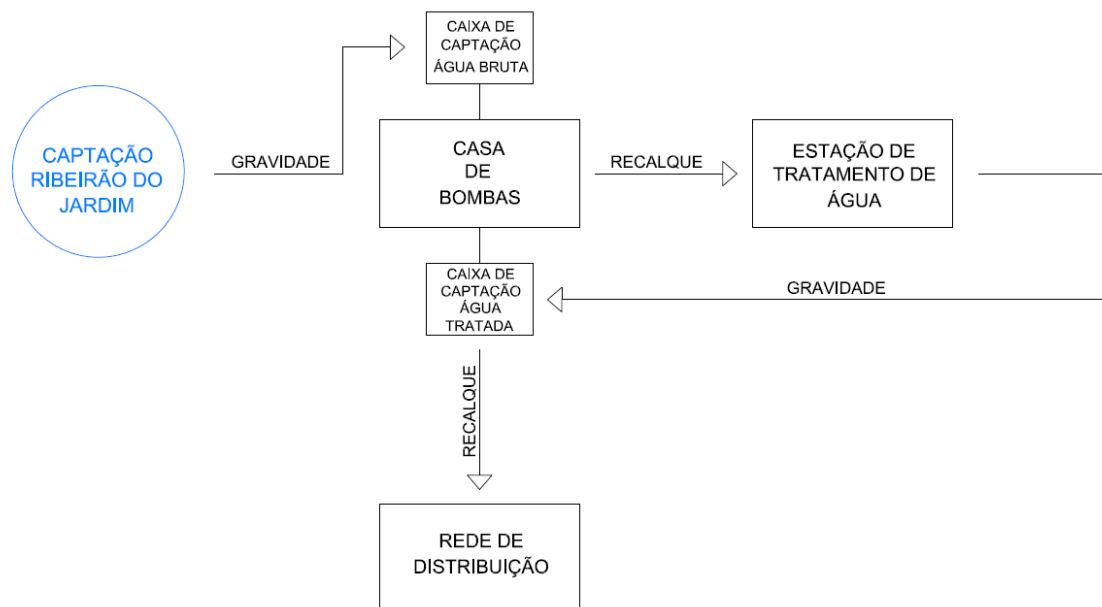 CAIXA DE
CAPTAÇÃO
ÁGUA BRUTA
CAPTAÇÃO
RIBEIRÃO DO
JARDIM
GRAVIDADE
CASA
DE
BOMBAS
RECALQUE
ESTAÇÃO DE
TRATAMENTO DE
ÁGUA
CAIXA DE
CAPTAÇÃO
ÁGUA
TRATADA
GRAVIDADE
RECALQUE
REDE DE
DISTRIBUIÇÃO